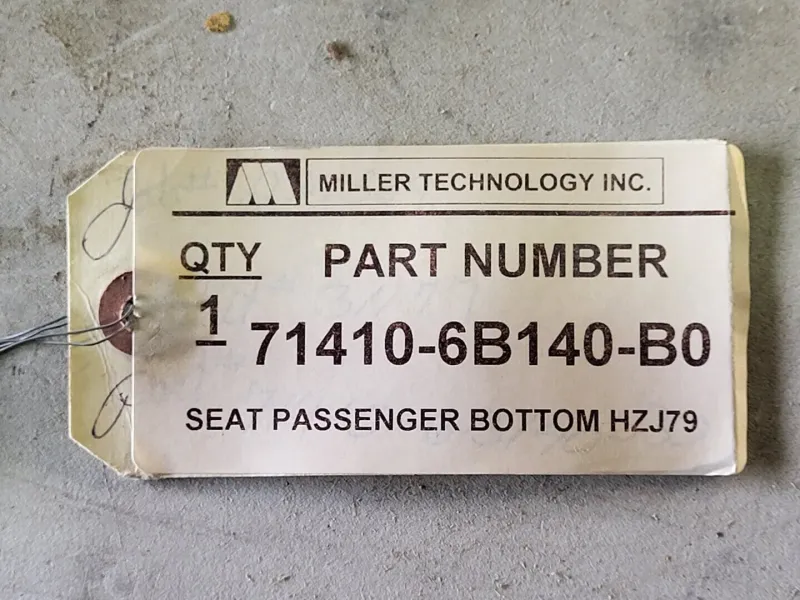 MILLER TECHNOLOGY INC.
QTY PART NUMBER
1 71410-6B140-B0
SEAT PASSENGER BOTTOM HZJ79